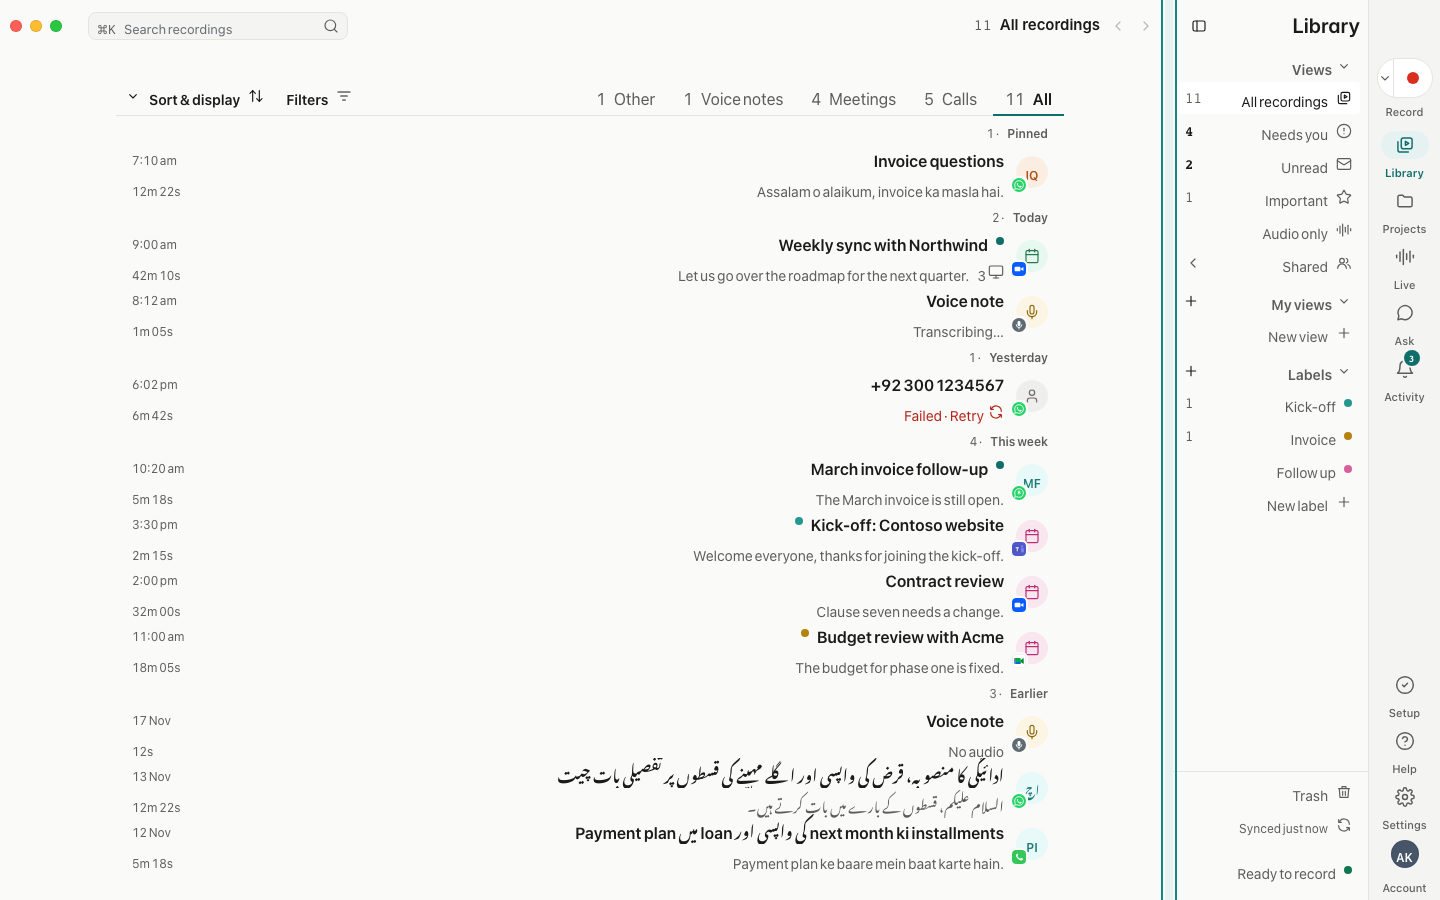 Library
Record
Library
Projects
Live
Ask
3
Activity
Setup
Help
Settings
AK
Account
Views
All recordings 11
Needs you 4
Unread 2
Important 1
Audio only
Shared
My views
New view
Labels
Kick-off 1
Invoice 1
Follow up
New label
Trash
Synced just now
Ready to record
11 All recordings
⌘K Search recordings
All 11
Calls 5
Meetings 4
Voice notes 1
Other 1
Filters
Sort & display
Pinned · 1
IQ
Invoice questions
7:10 am
Assalam o alaikum, invoice ka masla hai.
12m 22s
Today · 2
Weekly sync with Northwind
9:00 am
3 Let us go over the roadmap for the next quarter.
42m 10s
Voice note
8:12 am
Transcribing...
1m 05s
Yesterday · 1
+92 300 1234567
6:02 pm
Failed · Retry
6m 42s
This week · 4
MF
March invoice follow-up
10:20 am
The March invoice is still open.
5m 18s
Kick-off: Contoso website
3:30 pm
Welcome everyone, thanks for joining the kick-off.
2m 15s
Contract review
2:00 pm
Clause seven needs a change.
32m 00s
Budget review with Acme
11:00 am
The budget for phase one is fixed.
18m 05s
Earlier · 3
Voice note
17 Nov
No audio
12s
اچ
ادائیگی کا منصوبہ، قرض کی واپسی اور اگلے مہینے کی قسطوں پر تفصیلی بات چیت
13 Nov
السلام علیکم، قسطوں کے بارے میں بات کرتے ہیں۔
12m 22s
PI
Payment plan میں loan کی واپسی اور next month ki installments
12 Nov
Payment plan ke baare mein baat karte hain.
5m 18s